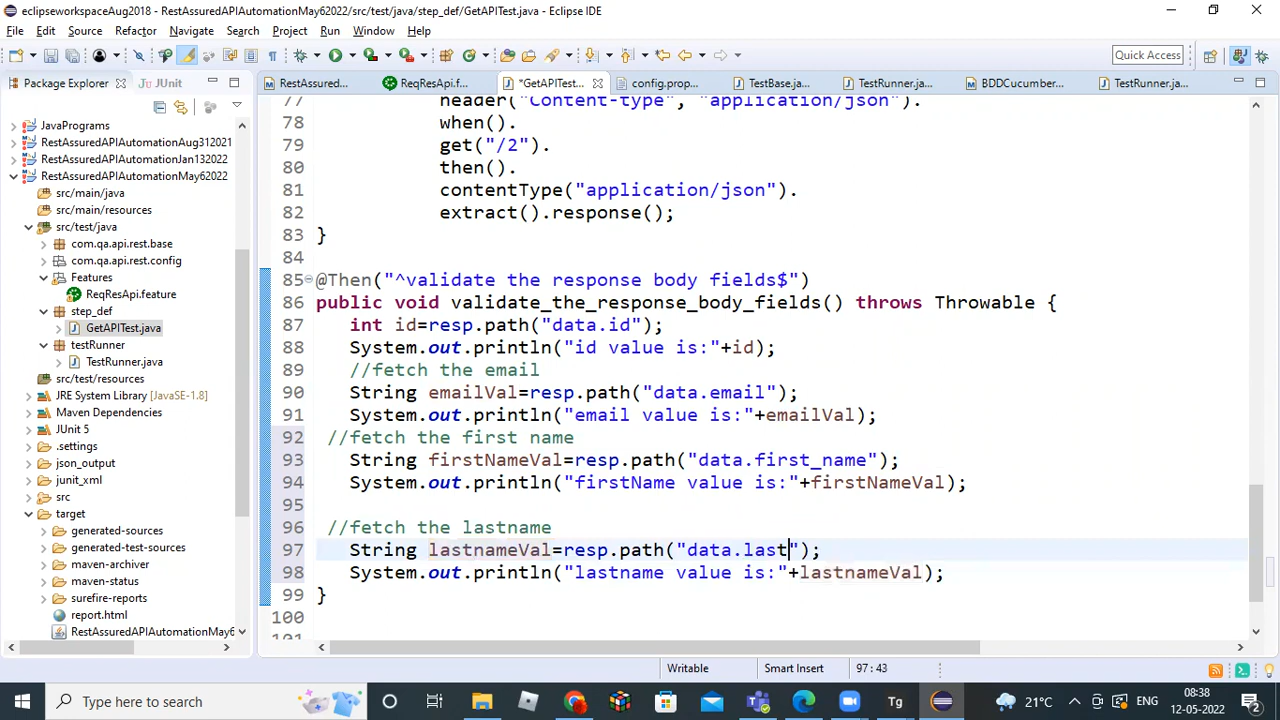 eclipseworkspaceAug2018 - RestAssuredAPIAutomationMay62022/src/test/java/step_def/GetAPITest.java - Eclipse IDE
File Edit Source Refactor Navigate Search Project Run Window Help
Quick Access
Package Explorer JUnit
RestAssured... ReqResApi.f... *GetAPITest... config.prop... TestBase.ja... TestRunner.ja... BDDCucumber... TestRunner.ja...
JavaPrograms
RestAssuredAPIAutomationAug312021
RestAssuredAPIAutomationJan132022
RestAssuredAPIAutomationMay62022
src/main/java
src/main/resources
src/test/java
com.qa.api.rest.base
com.qa.api.rest.config
Features
ReqResApi.feature
step_def
GetAPITest.java
testRunner
TestRunner.java
src/test/resources
JRE System Library [JavaSE-1.8]
Maven Dependencies
JUnit 5
.settings
json_output
junit_xml
src
target
generated-sources
generated-test-sources
maven-archiver
maven-status
surefire-reports
report.html
RestAssuredAPIAutomationMay6
77 header("Content-type", "application/json").
78 when().
79 get("/2").
80 then().
81 contentType("application/json").
82 extract().response();
83 }
84
85 @Then("^validate the response body fields$")
86 public void validate_the_response_body_fields() throws Throwable {
87 int id=resp.path("data.id");
88 System.out.println("id value is:"+id);
89 //fetch the email
90 String emailVal=resp.path("data.email");
91 System.out.println("email value is:"+emailVal);
92 //fetch the first name
93 String firstNameVal=resp.path("data.first_name");
94 System.out.println("firstName value is:"+firstNameVal);
95
96 //fetch the lastname
97 String lastnameVal=resp.path("data.last");
98 System.out.println("lastname value is:"+lastnameVal);
99 }
100
101
Writable Smart Insert 97 : 43
Type here to search
Tg
21°C ENG 08:38
12-05-2022
2